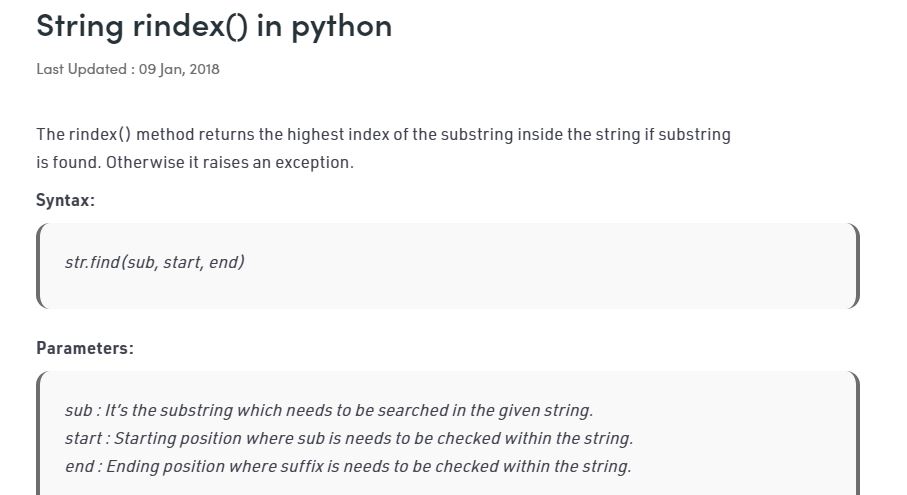 String rindex() in python
Last Updated : 09 Jan, 2018
The rindex() method returns the highest index of the substring inside the string if substring
is found. Otherwise it raises an exception.
Syntax:
str.find(sub, start, end)
Parameters:
sub : It’s the substring which needs to be searched in the given string.
start : Starting position where sub is needs to be checked within the string.
end : Ending position where suffix is needs to be checked within the string.